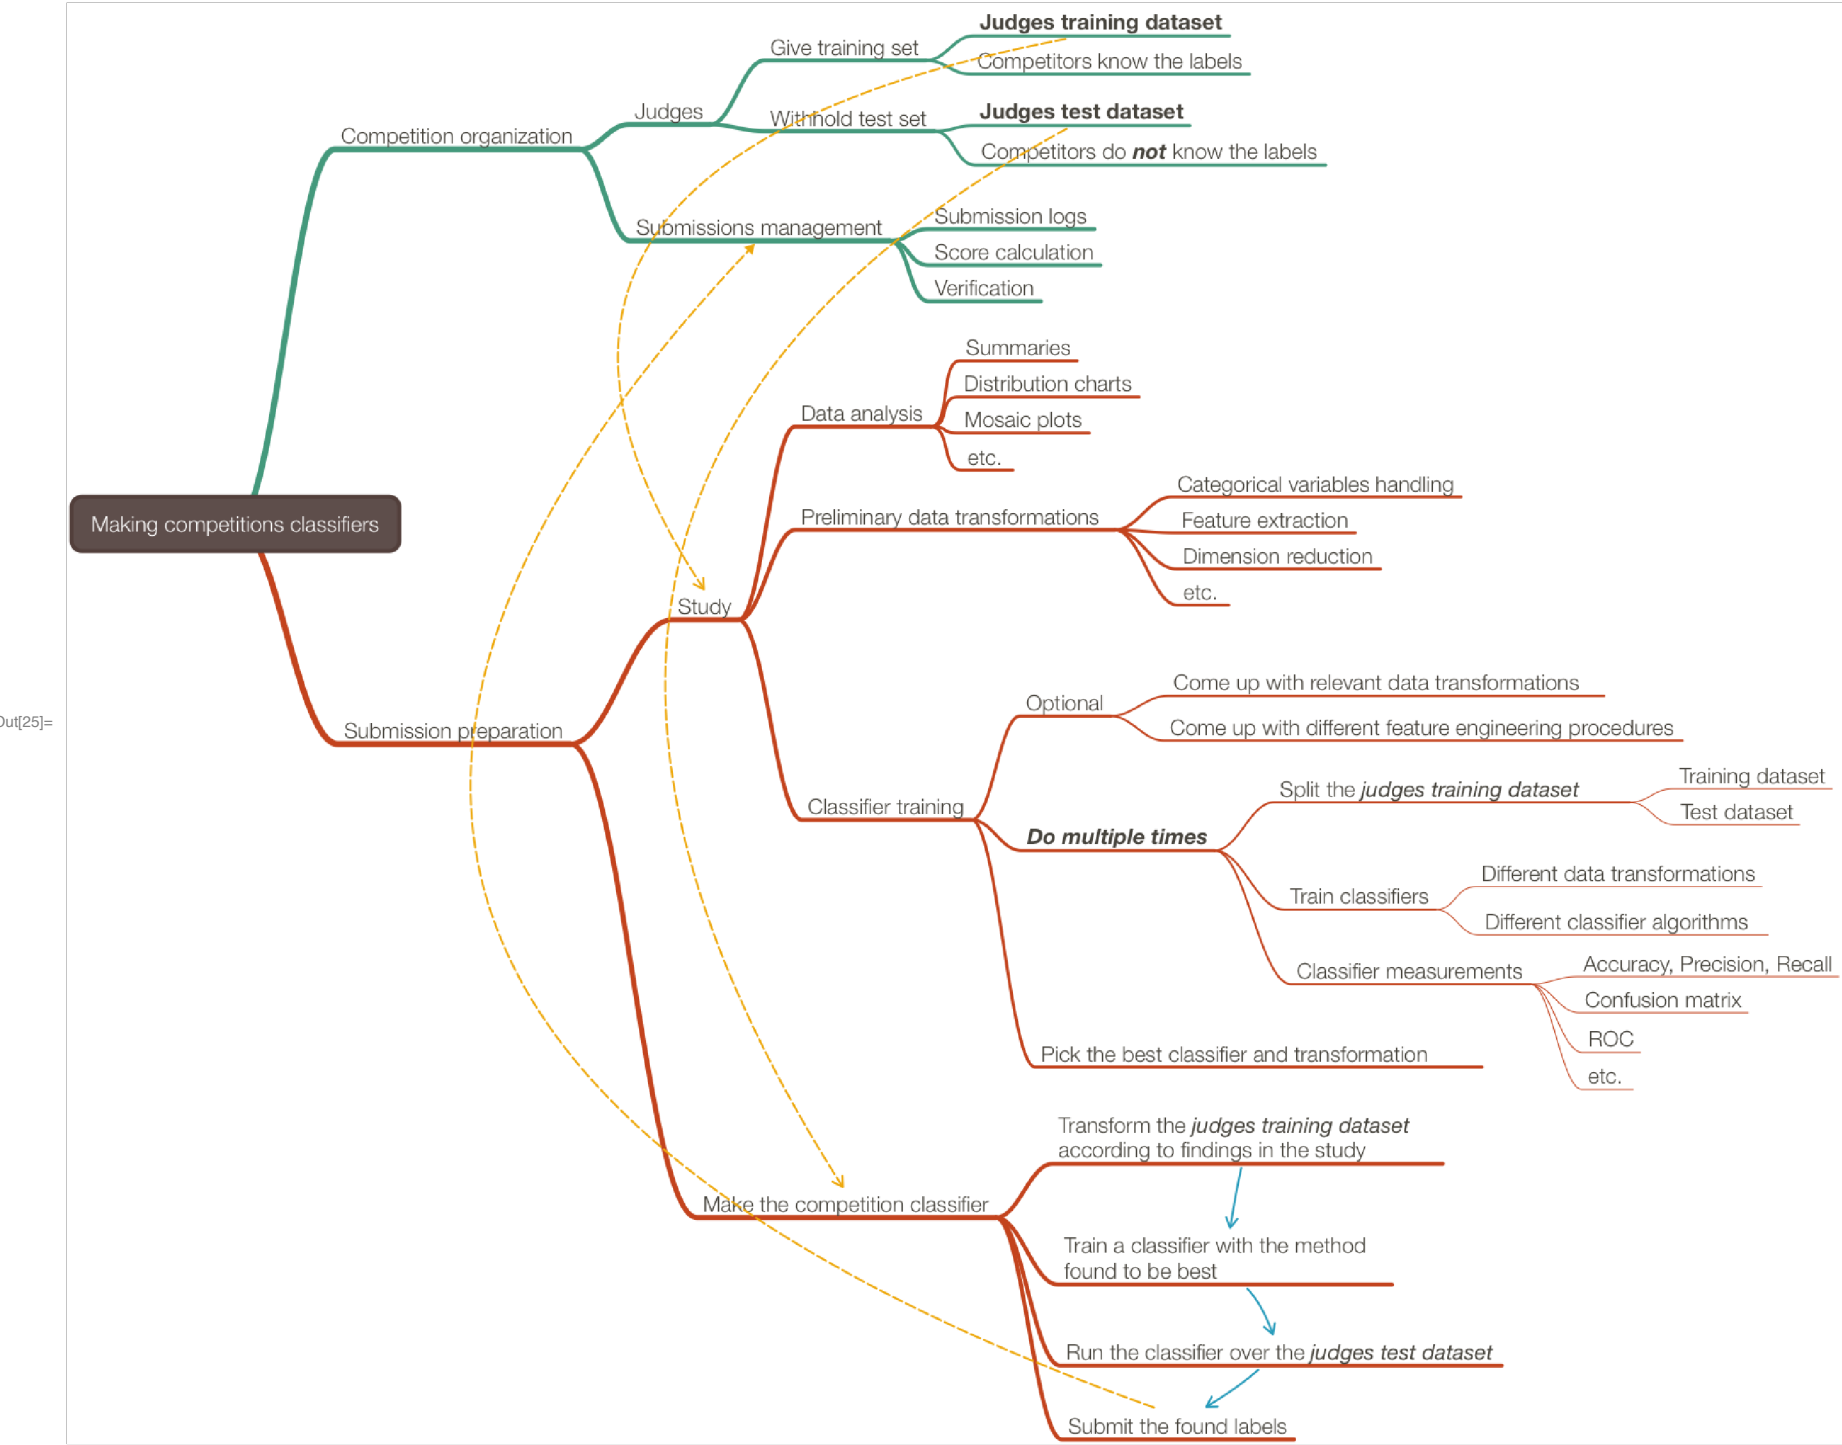 Judges training dataset
Give training set
Competitors know the labels
Judges
Judges test dataset
Withhold test set
Competition organization
Competitors do not know the labels
Submission logs
Submissions management
Score calculation
Verification
Summaries
Distribution charts
Data analysis
Mosaic plots
etc.
Categorical variables handling
Preliminary data transformations
Feature extraction
Making competitions classifiers
Dimension reduction
etc.
Study
Come up with relevant data transformations
Optional
Come up with different feature engineering procedures
Out[25]=
Submission preparation
Training dataset
Split the judges training dataset
Test dataset
Classifier training
Do multiple times
Different data transformations
Train classifiers
Different classifier algorithms
Accuracy, Precision, Recall
Classifier measurements
Confusion matrix
ROC
etc.
Pick the best classifier and transformation
Transform the judges training dataset
according to findings in the study
Make the competition classifier
Train a classifier with the method
found to be best
Run the classifier over the judges test dataset
Submit the found labels